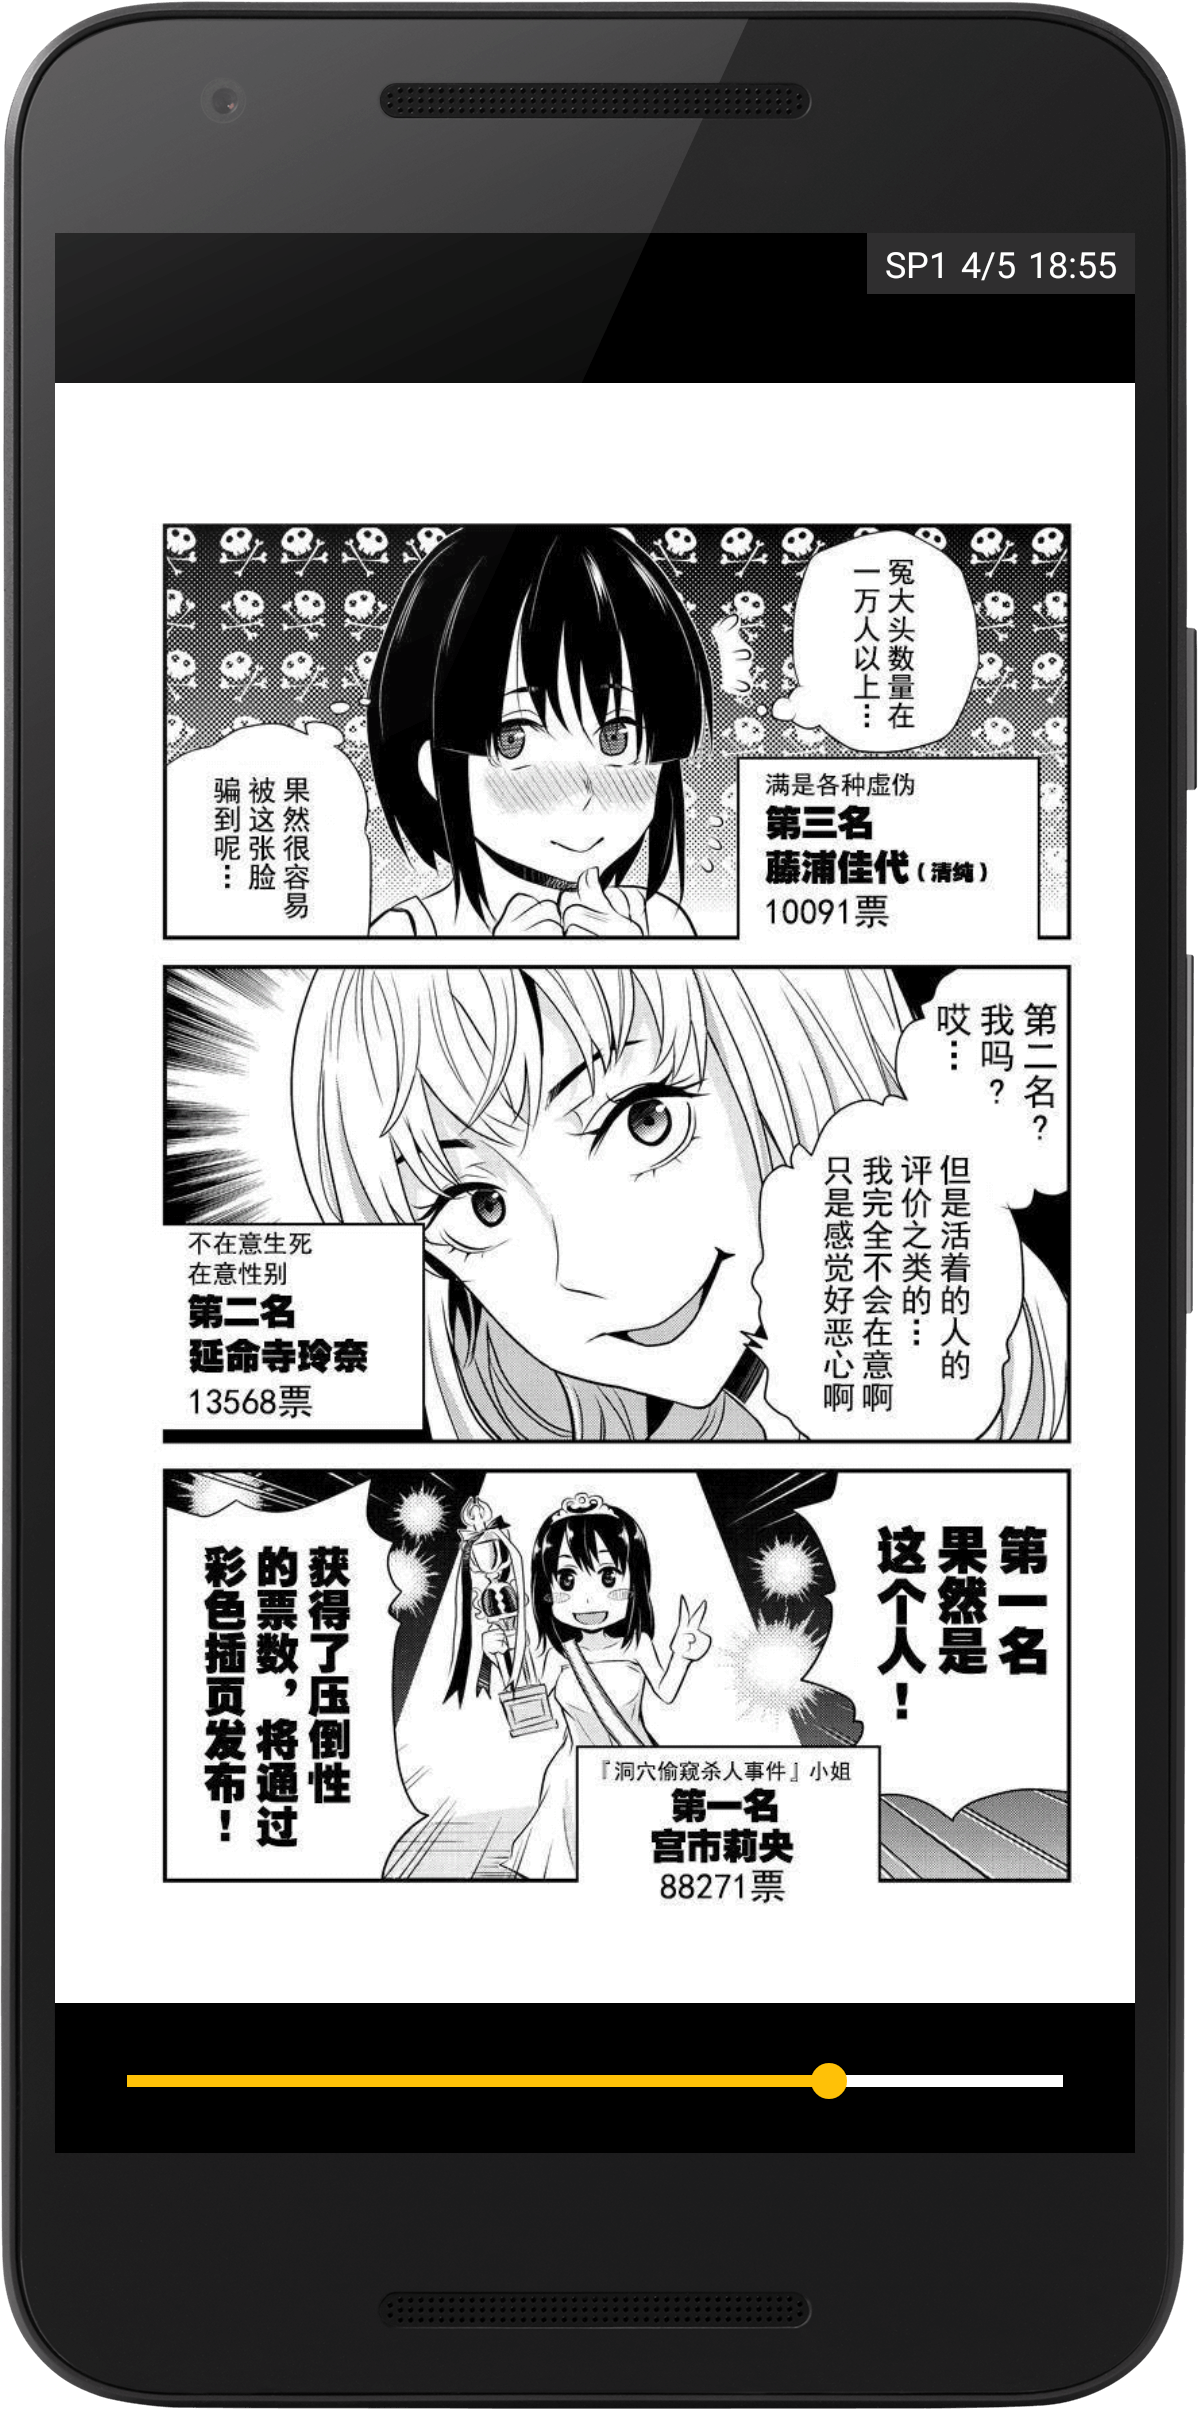 SP1 4/5 18:55
冤大头数量在
一万人以上…
果然很容易
被这张脸
骗到呢…
满是各种虚伪
第三名
藤浦佳代（清纯）
10091票
第二名？
我吗？
哎…
但是活着的人的
评价之类的…
我完全不会在意啊
只是感觉好恶心啊
不在意生死
在意性别
第二名
延命寺玲奈
13568票
第一名
果然是
这个人！
获得了压倒性
的票数，将通过
彩色插页发布！
『洞穴偷窥杀人事件』小姐
第一名
宫市莉央
88271票